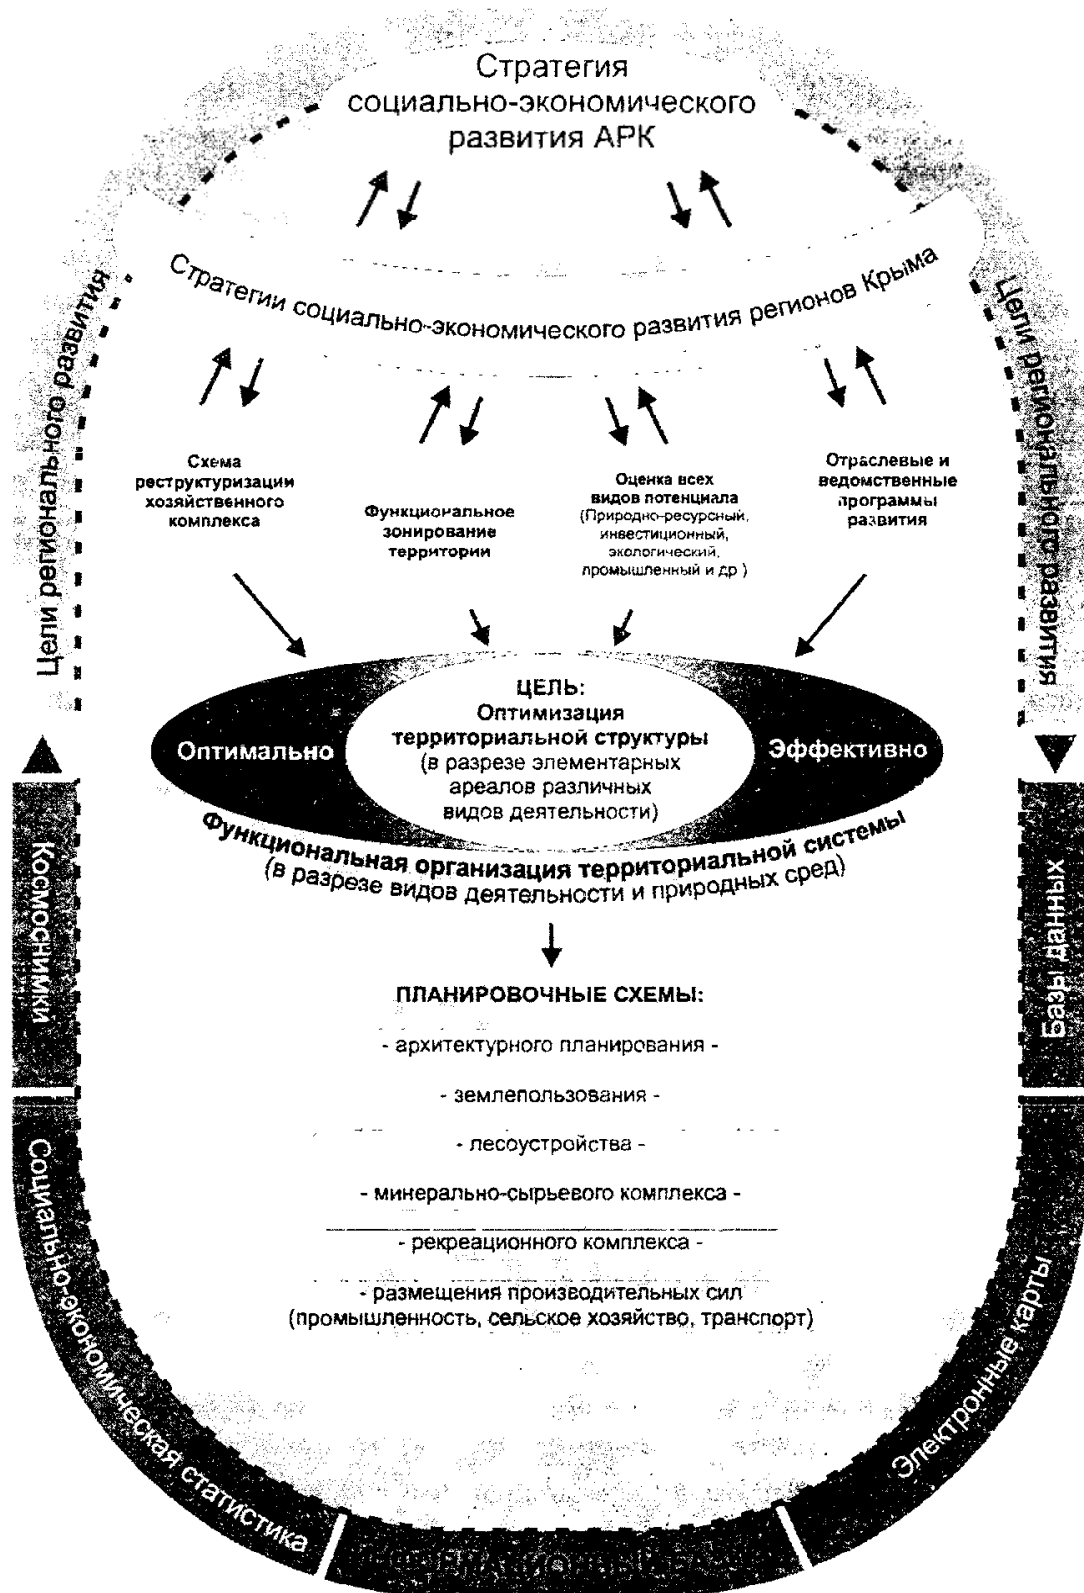 Стратегия
социально-экономического
развития АРК
Стратегии социально-экономического развития регионов Крыма
Цели регионального развития
Цели регионального развития
Схема
реструктуризации
хозяйственного
комплекса
Функциональное
зонирование
территории
Оценка всех
видов потенциала
(Природно-ресурсный,
инвестиционный,
экологический,
промышленный и др.)
Отраслевые и
ведомственные
программы
развития
Оптимально
ЦЕЛЬ:
Оптимизация
территориальной структуры
(в разрезе элементарных
ареалов различных
видов деятельности)
Эффективно
Функциональная организация территориальной системы
(в разрезе видов деятельности и природных сред)
Космоснимки
Базы данных
ПЛАНИРОВОЧНЫЕ СХЕМЫ:
- архитектурного планирования -
- землепользования -
- лесоустройства -
- минерально-сырьевого комплекса -
- рекреационного комплекса -
- размещения производительных сил
(промышленность, сельское хозяйство, транспорт)
Социально-экономическая статистика
Электронные карты